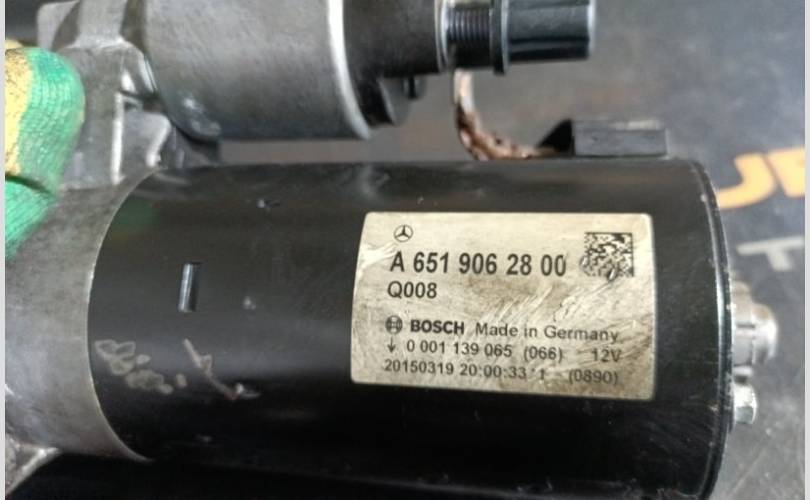 A 651 906 28 00
Q008
BOSCH Made in Germany
0 001 139 065 (066) 12V
20150319 20:00:33 1 (0890)